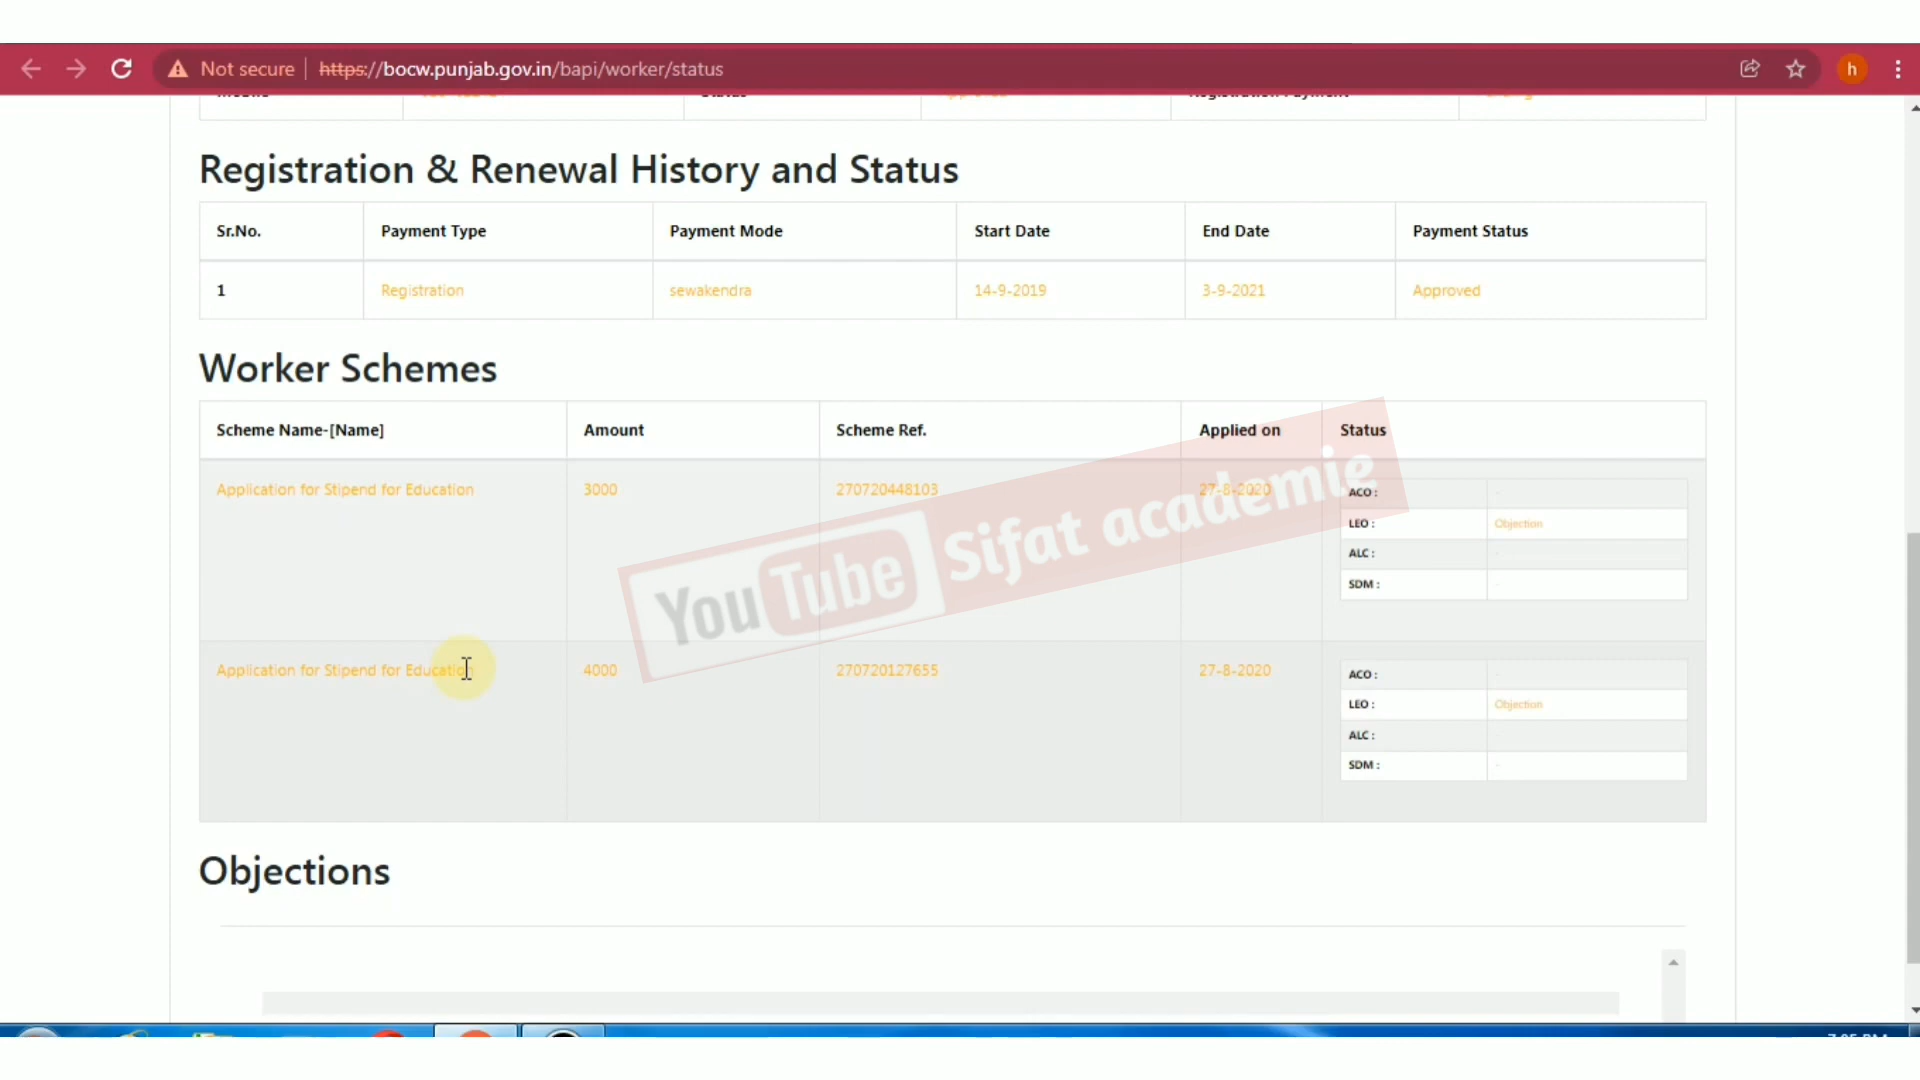 Not secure https://bocw.punjab.gov.in/bapi/worker/status h
Registration & Renewal History and Status
Sr.No. Payment Type Payment Mode Start Date End Date Payment Status
1 Registration sewakendra 14-9-2019 3-9-2021 Approved
Worker Schemes
Scheme Name-[Name] Amount Scheme Ref. Applied on Status
Application for Stipend for Education 3000 270720448103 27-8-2020
ACO : -
LEO : Objection
ALC : -
SDM : -
YouTube Sifat academie
Application for Stipend for Education 4000 270720127655 27-8-2020
ACO : -
LEO : Objection
ALC : -
SDM : -
Objections